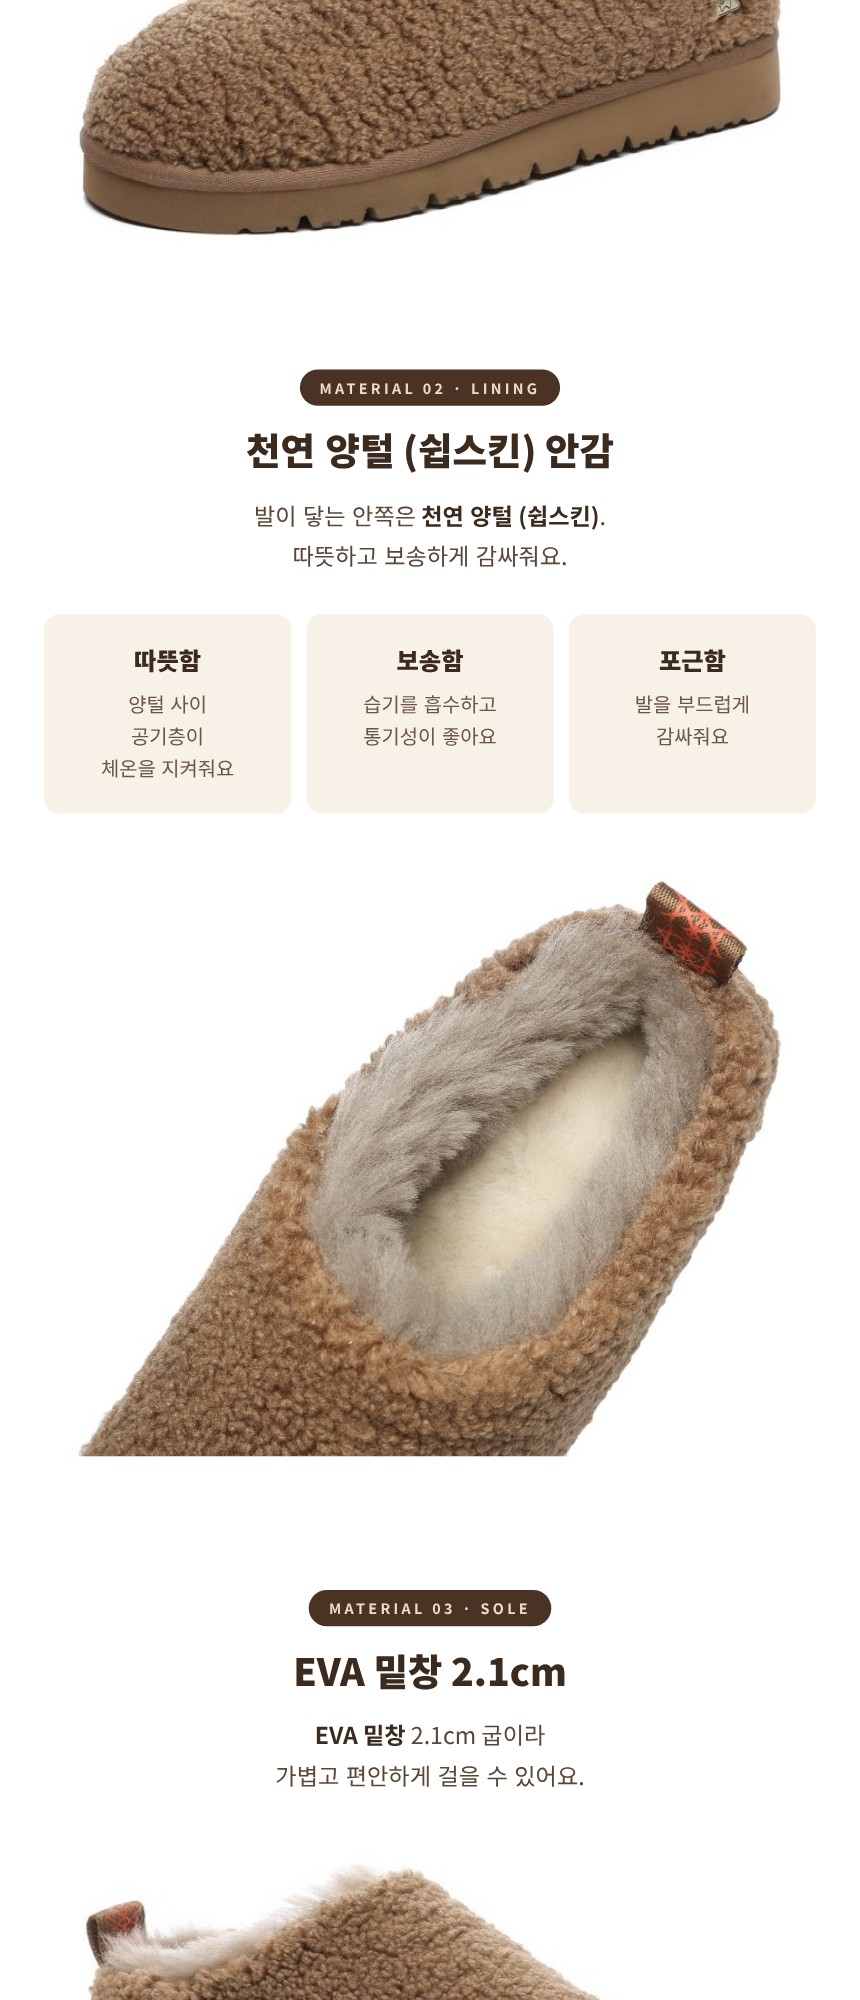 MATERIAL 02 · LINING
천연 양털 (쉽스킨) 안감
발이 닿는 안쪽은 천연 양털 (쉽스킨).
따뜻하고 보송하게 감싸줘요.
따뜻함
양털 사이
공기층이
체온을 지켜줘요
보송함
습기를 흡수하고
통기성이 좋아요
포근함
발을 부드럽게
감싸줘요
MATERIAL 03 · SOLE
EVA 밑창 2.1cm
EVA 밑창 2.1cm 굽이라
가볍고 편안하게 걸을 수 있어요.